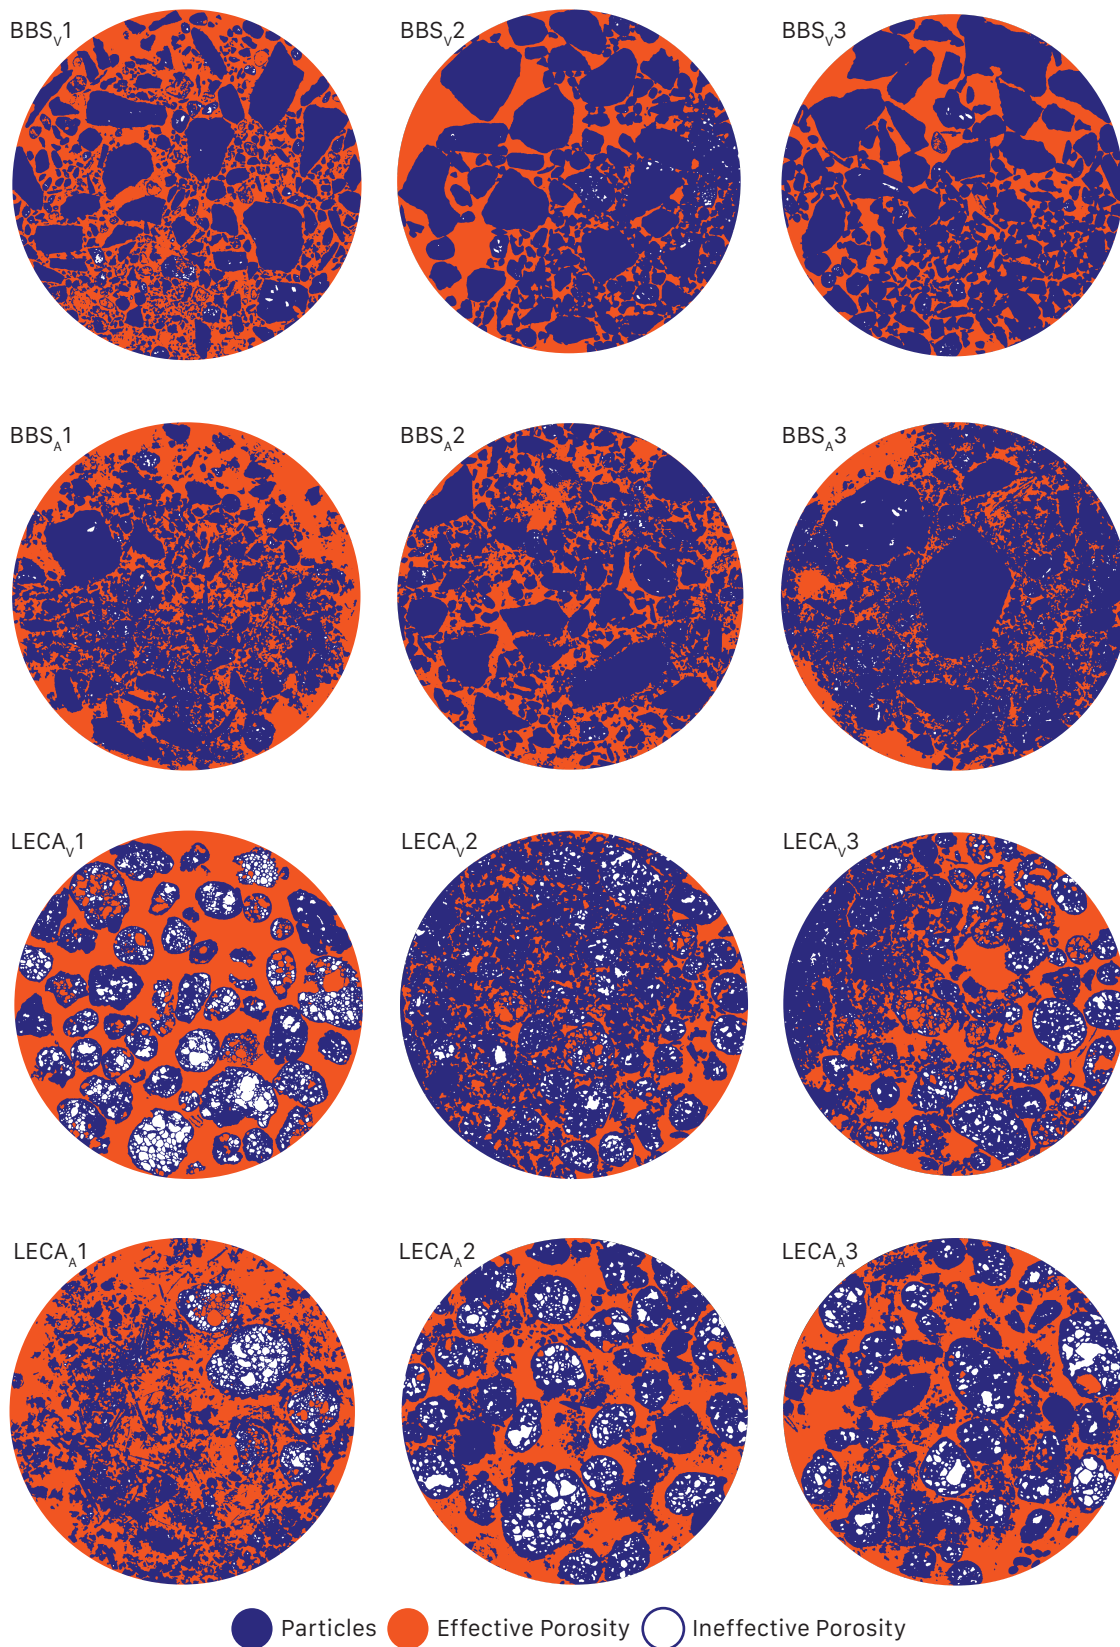 BBSV1 BBSV2 BBSV3
BBSA1 BBSA2 BBSA3
LECAV1 LECAV2 LECAV3
LECAA1 LECAA2 LECAA3
Particles Effective Porosity Ineffective Porosity